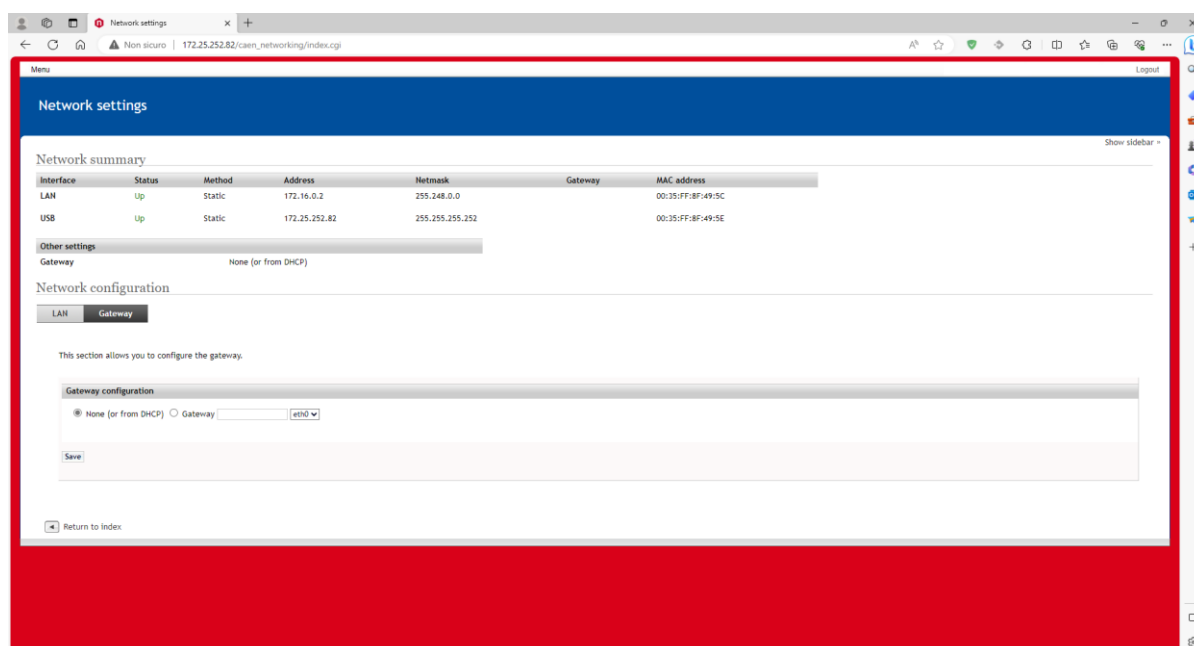 Network settings
Non sicuro | 172.25.252.82/caen_networking/index.cgi
Menu
Logout
Network settings
Show sidebar »
Network summary
Interface Status Method Address Netmask Gateway MAC address
LAN Up Static 172.16.0.2 255.248.0.0 00:35:FF:8F:49:5C
USB Up Static 172.25.252.82 255.255.255.252 00:35:FF:8F:49:5E
Other settings
Gateway None (or from DHCP)
Network configuration
LAN Gateway
This section allows you to configure the gateway.
Gateway configuration
None (or from DHCP) Gateway eth0
Save
Return to index